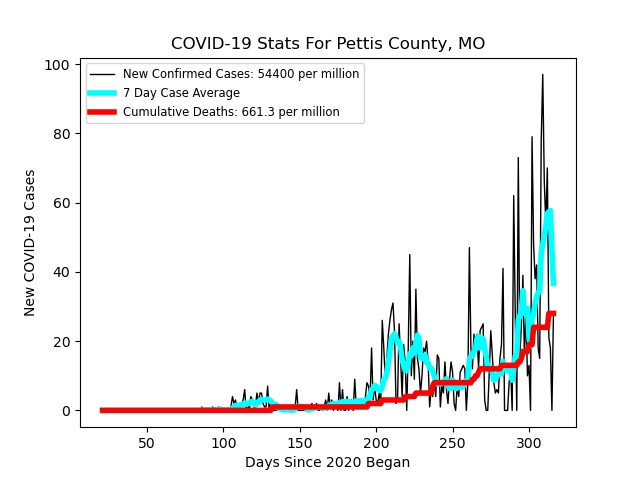 COVID-19 Stats For Pettis County, MO
New Confirmed Cases: 54400 per million
7 Day Case Average
Cumulative Deaths: 661.3 per million
New COVID-19 Cases
100
80
60
40
20
0
50 100 150 200 250 300
Days Since 2020 Began